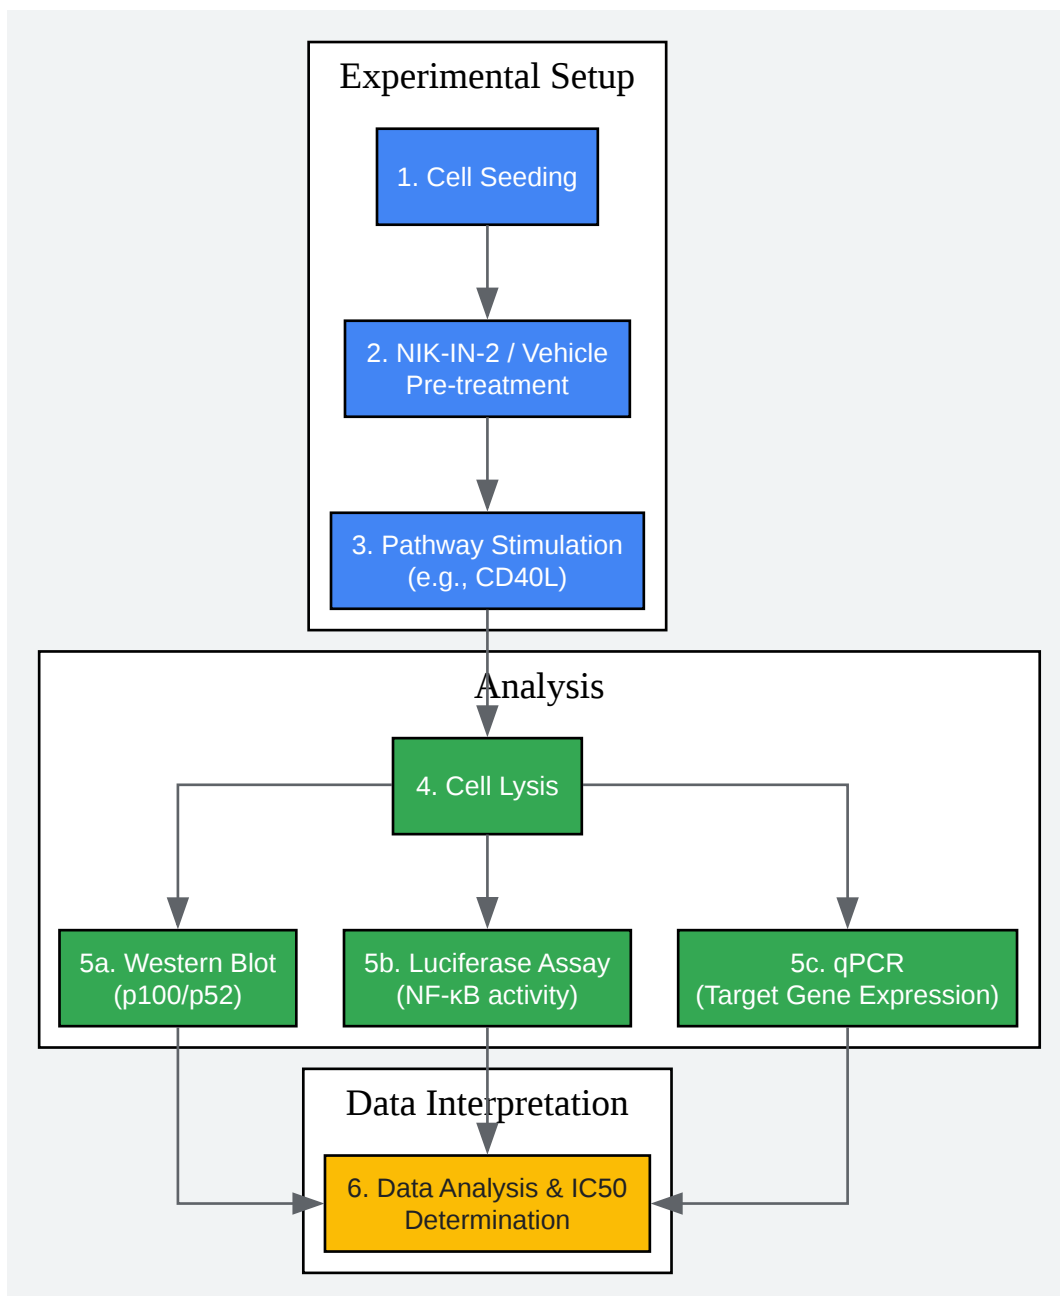 Experimental Setup
1. Cell Seeding
2. NIK-IN-2 / Vehicle
Pre-treatment
3. Pathway Stimulation
(e.g., CD40L)
Analysis
4. Cell Lysis
5a. Western Blot
(p100/p52)
5b. Luciferase Assay
(NF-κB activity)
5c. qPCR
(Target Gene Expression)
Data Interpretation
6. Data Analysis & IC50
Determination